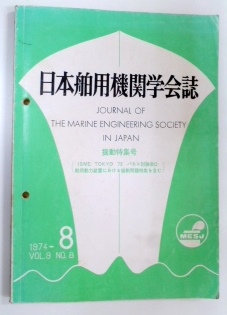 日本舶用機関学会誌
JOURNAL OF
THE MARINE ENGINEERING SOCIETY
IN JAPAN
振動特集号
1974-8
VOL.9 NO.8
MESJ